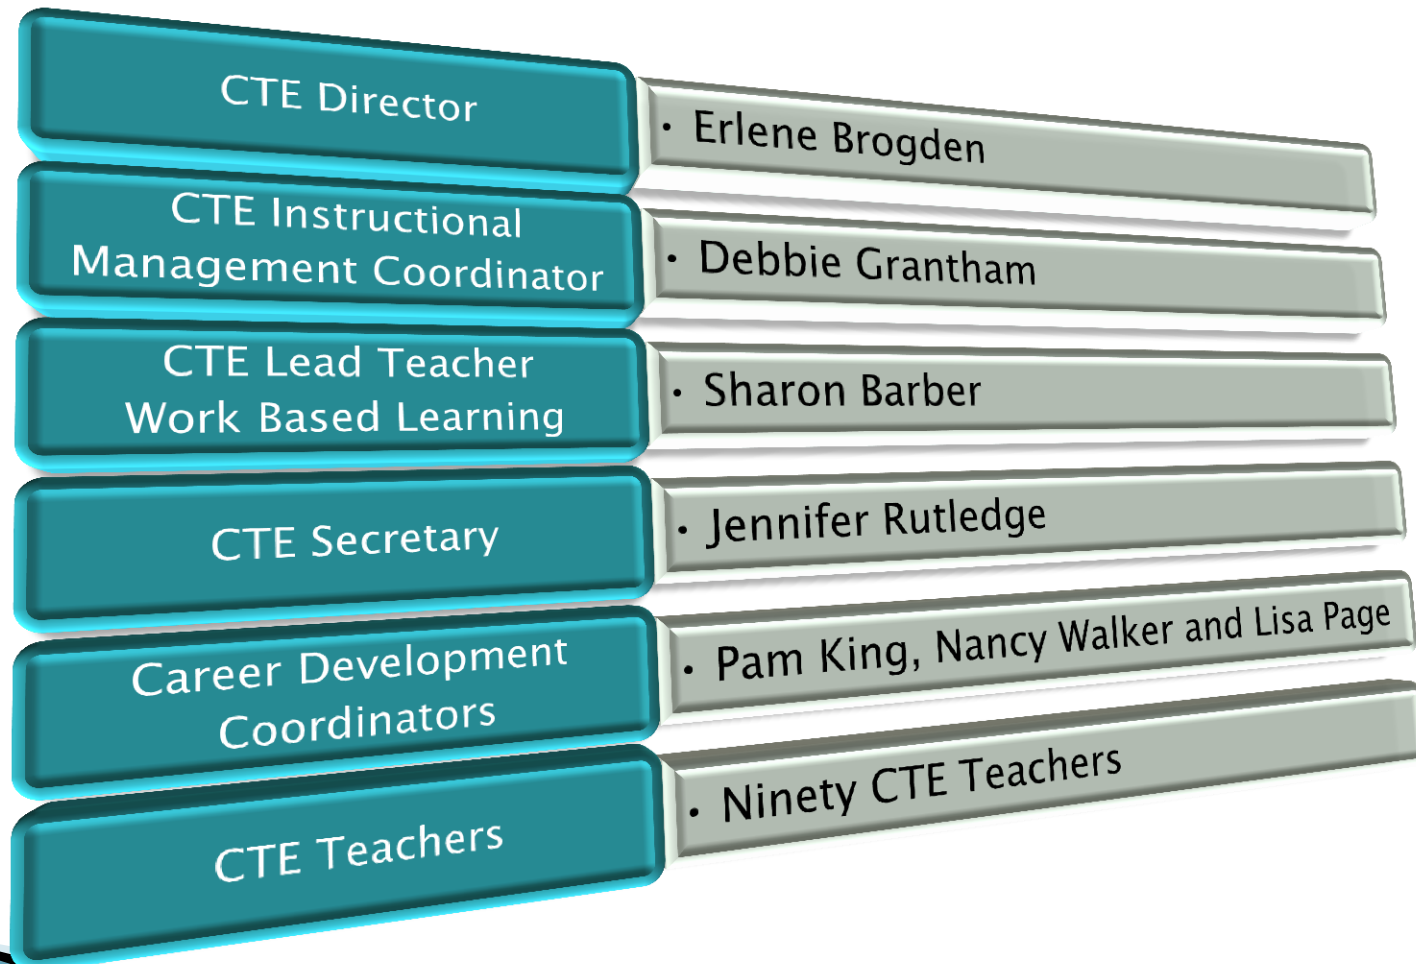 CTE Director
• Erlene Brogden
CTE Instructional
Management Coordinator
• Debbie Grantham
CTE Lead Teacher
Work Based Learning
• Sharon Barber
CTE Secretary
• Jennifer Rutledge
Career Development
Coordinators
• Pam King, Nancy Walker and Lisa Page
CTE Teachers
• Ninety CTE Teachers